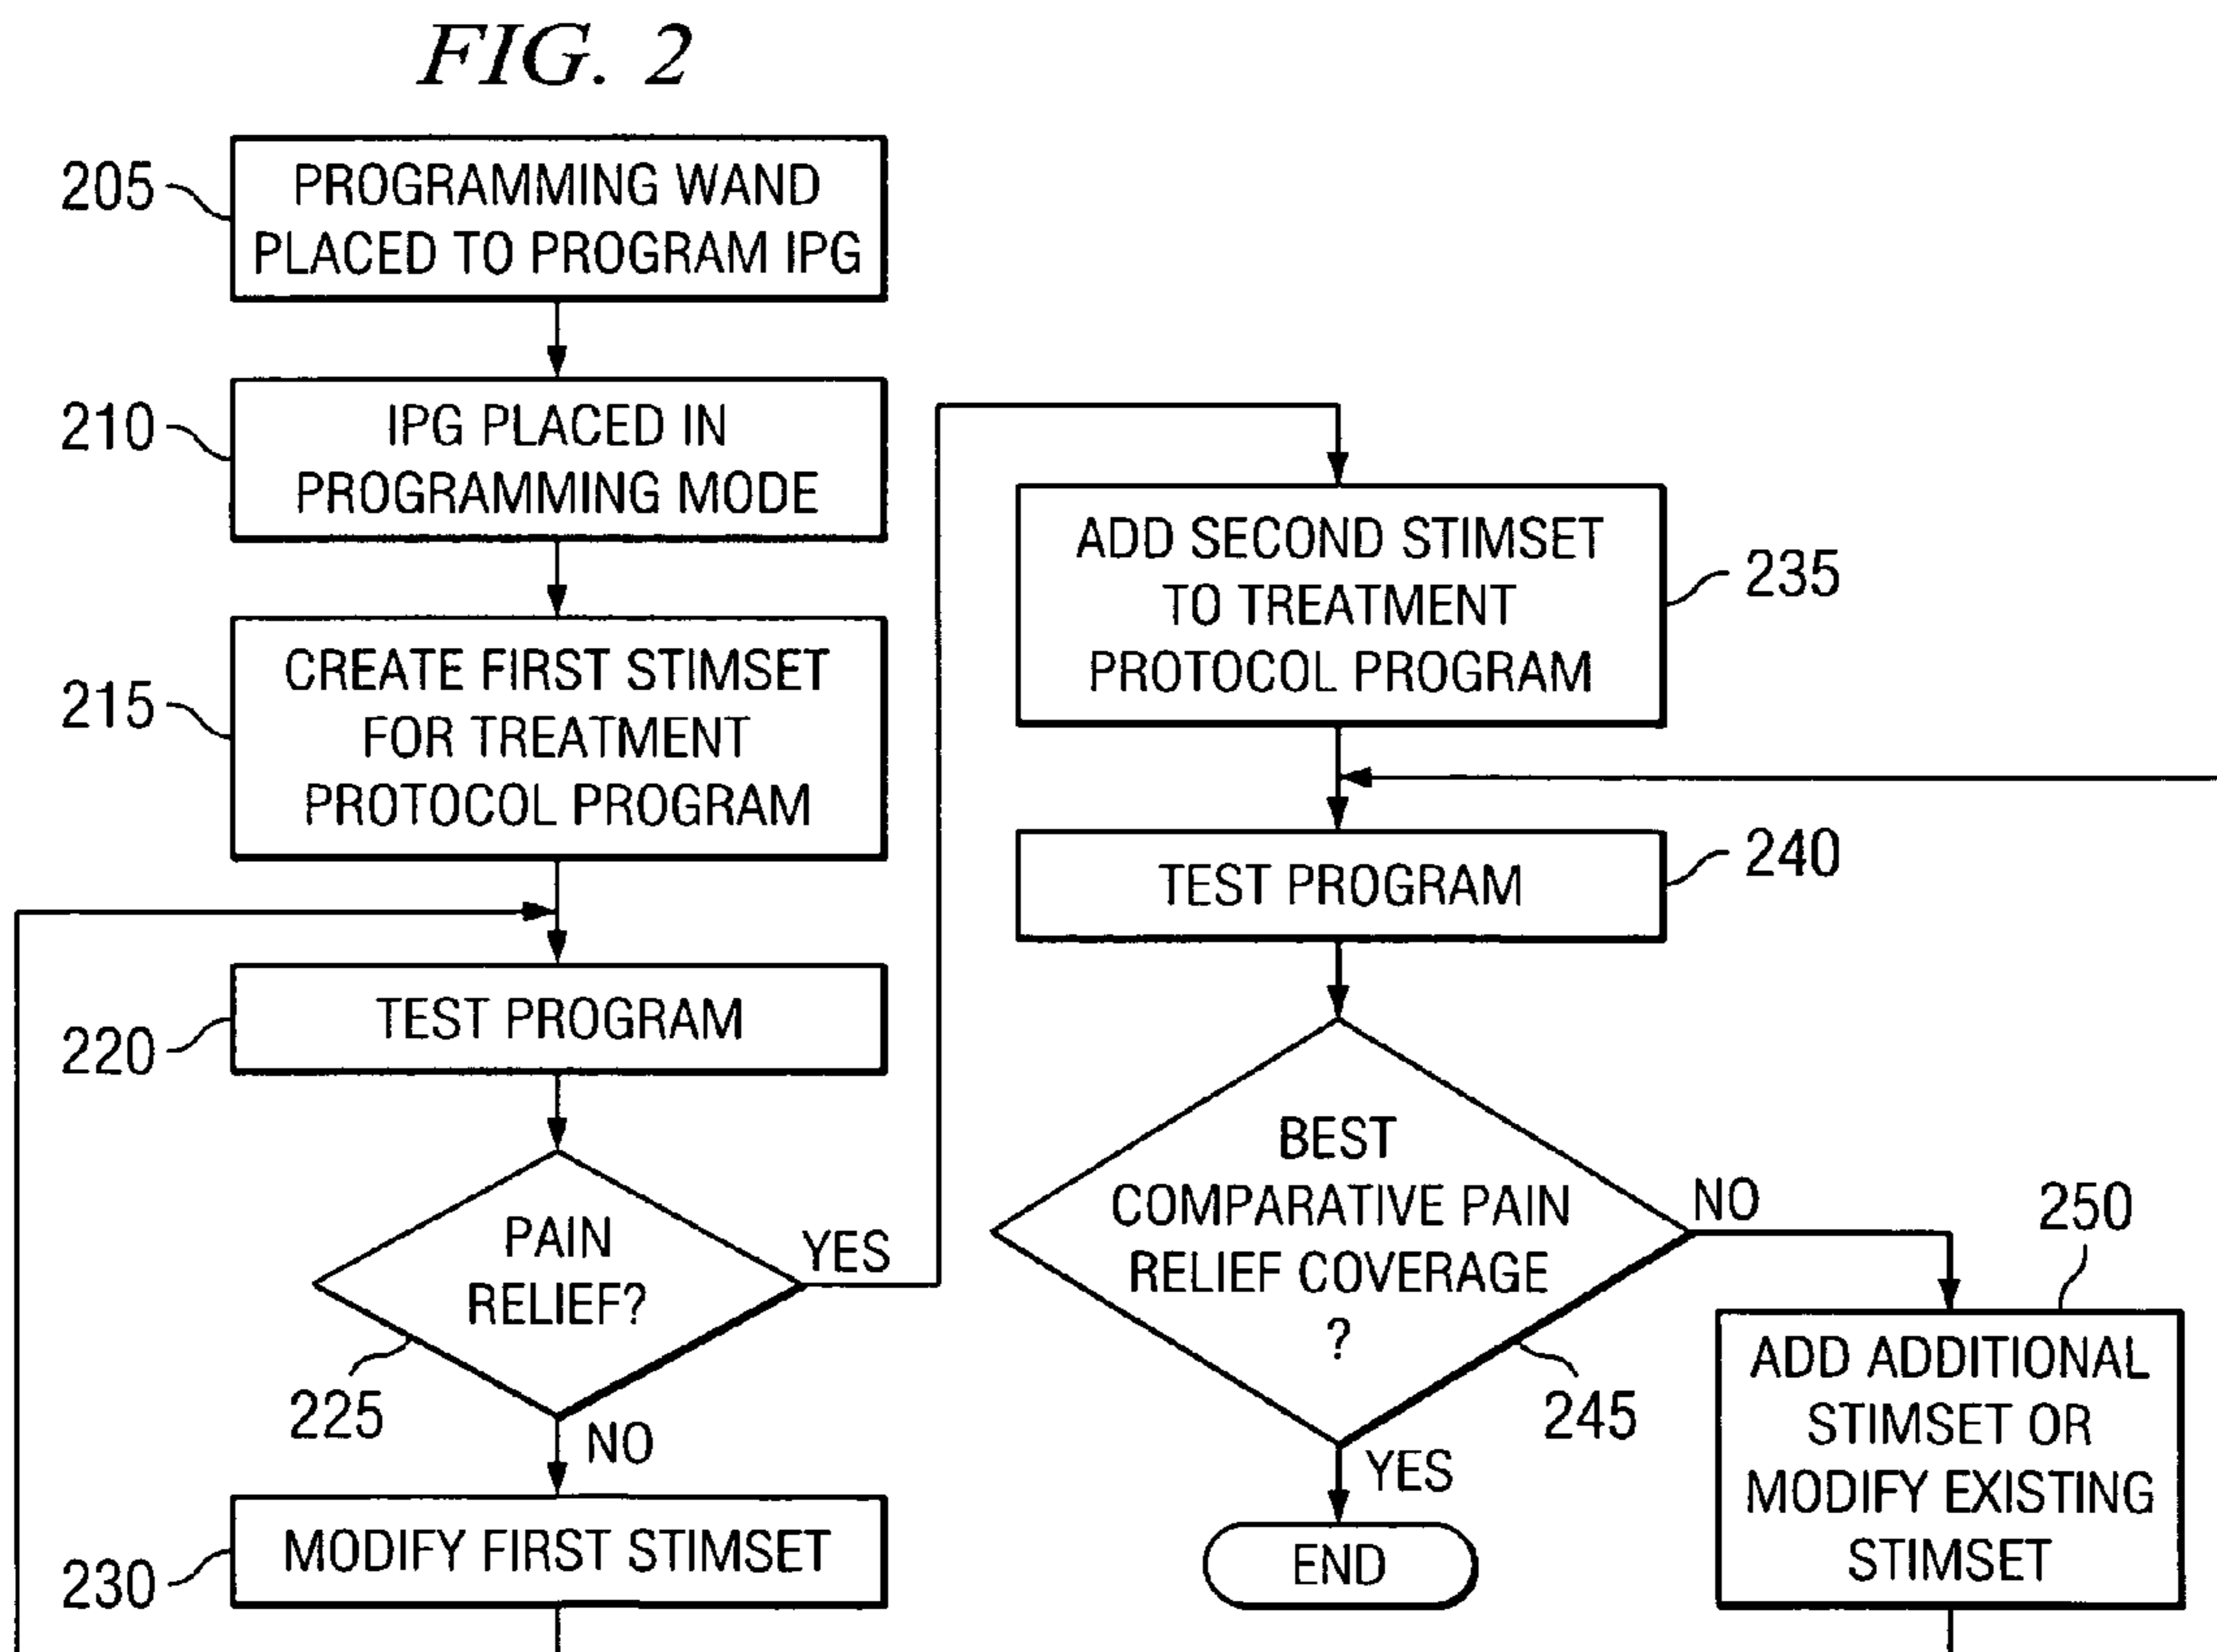 FIG. 2
205
PROGRAMMING WAND
PLACED TO PROGRAM IPG
210
IPG PLACED IN
PROGRAMMING MODE
215
CREATE FIRST STIMSET
FOR TREATMENT
PROTOCOL PROGRAM
220
TEST PROGRAM
PAIN
RELIEF?
YES
225
NO
230
MODIFY FIRST STIMSET
ADD SECOND STIMSET
TO TREATMENT
PROTOCOL PROGRAM
235
TEST PROGRAM
240
BEST
COMPARATIVE PAIN
RELIEF COVERAGE
?
NO
245
YES
END
250
ADD ADDITIONAL
STIMSET OR
MODIFY EXISTING
STIMSET